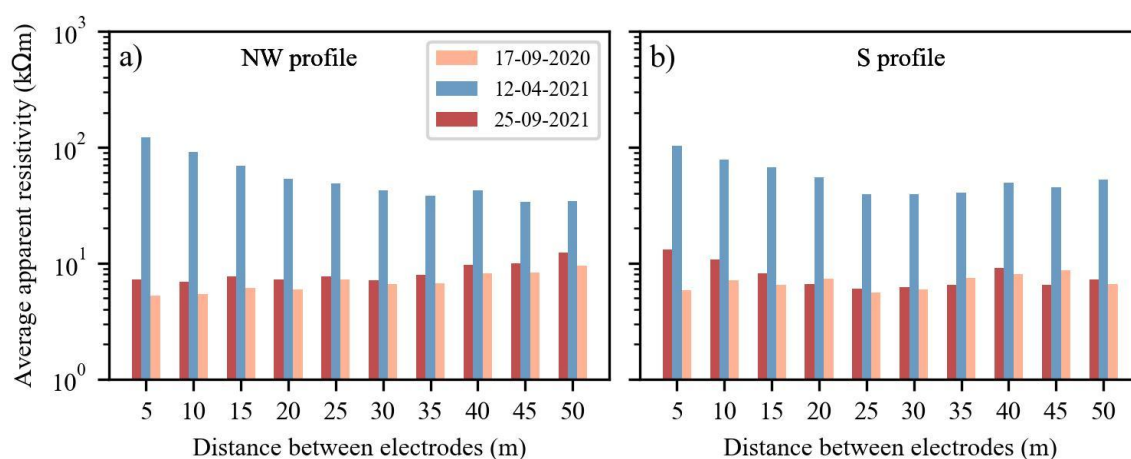 a)
NW profile
17-09-2020
12-04-2021
25-09-2021
10³
10²
10¹
10⁰
Average apparent resistivity (kΩm)
5 10 15 20 25 30 35 40 45 50
Distance between electrodes (m)
b)
S profile
5 10 15 20 25 30 35 40 45 50
Distance between electrodes (m)